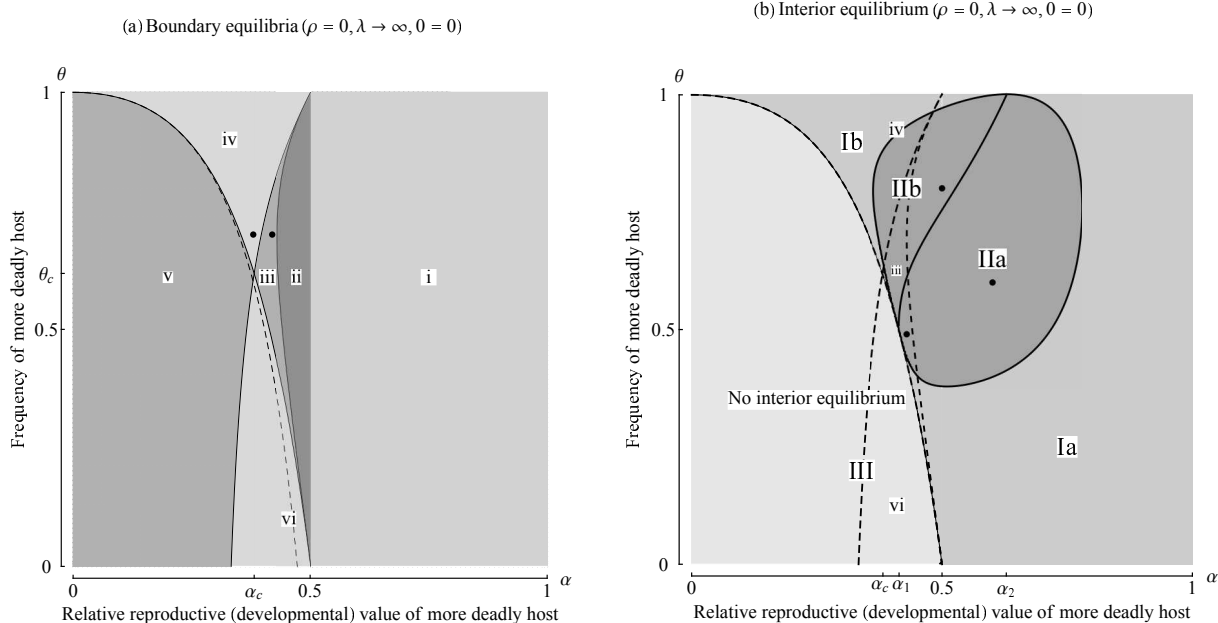 (a) Boundary equilibria (ρ = 0, λ → ∞, 0 = 0)
θ
1
iv
θc
v
iii
ii
i
0.5
vi
0
0
αc
0.5
1
α
Frequency of more deadly host
Relative reproductive (developmental) value of more deadly host
(b) Interior equilibrium (ρ = 0, λ → ∞, 0 = 0)
θ
1
Ib
iv
IIb
iii
IIa
0.5
No interior equilibrium
Ia
III
vi
0
0
αc
α1
0.5
α2
1
α
Frequency of more deadly host
Relative reproductive (developmental) value of more deadly host